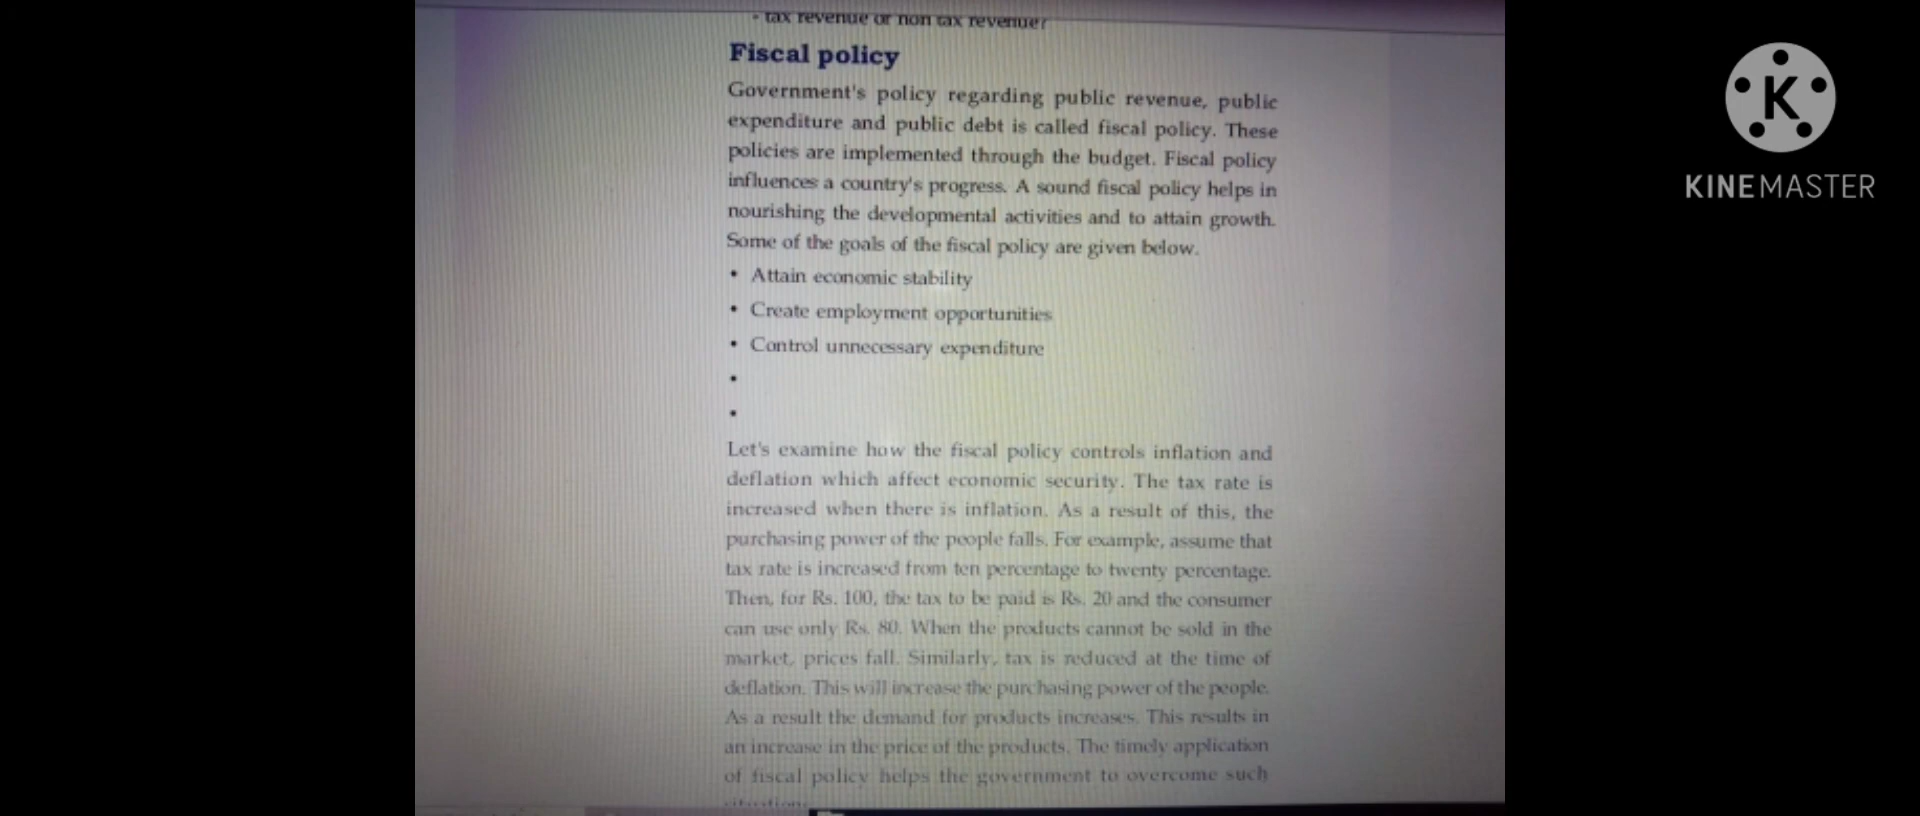 - tax revenue or non tax revenue?
Fiscal policy
Government's policy regarding public revenue, public
expenditure and public debt is called fiscal policy. These
policies are implemented through the budget. Fiscal policy
influences a country's progress. A sound fiscal policy helps in
nourishing the developmental activities and to attain growth.
Some of the goals of the fiscal policy are given below.
• Attain economic stability
• Create employment opportunities
• Control unnecessary expenditure
•
•
Let's examine how the fiscal policy controls inflation and
deflation which affect economic security. The tax rate is
increased when there is inflation. As a result of this, the
purchasing power of the people falls. For example, assume that
tax rate is increased from ten percentage to twenty percentage.
Then, for Rs. 100, the tax to be paid is Rs. 20 and the consumer
can use only Rs. 80. When the products cannot be sold in the
market, prices fall. Similarly, tax is reduced at the time of
deflation. This will increase the purchasing power of the people.
As a result the demand for products increases. This results in
an increase in the price of the products. The timely application
of fiscal policy helps the government to overcome such
K
KINEMASTER